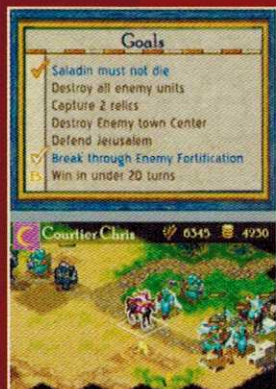 Goals
Saladin must not die
Destroy all enemy units
Capture 2 relics
Destroy Enemy town Center
Defend Jerusalem
Break through Enemy Fortification
B Win in under 20 turns
Courtier Chris 6345 4930